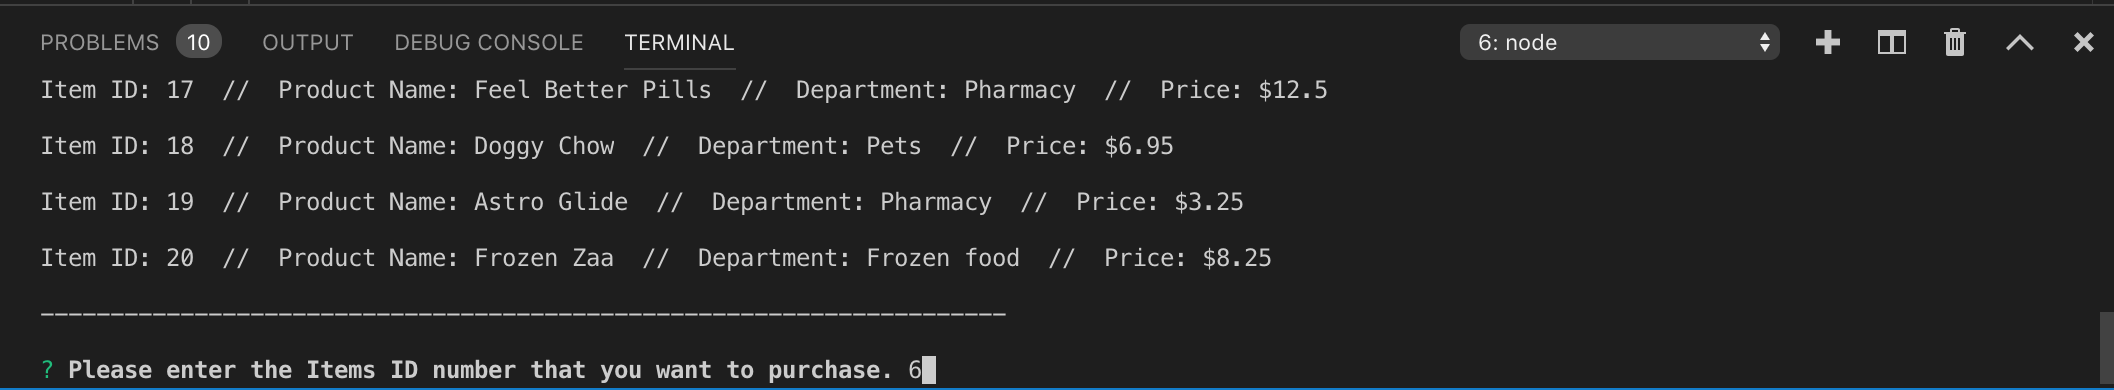 PROBLEMS 10 OUTPUT DEBUG CONSOLE TERMINAL 6: node
Item ID: 17  //  Product Name: Feel Better Pills  //  Department: Pharmacy  //  Price: $12.5
Item ID: 18  //  Product Name: Doggy Chow  //  Department: Pets  //  Price: $6.95
Item ID: 19  //  Product Name: Astro Glide  //  Department: Pharmacy  //  Price: $3.25
Item ID: 20  //  Product Name: Frozen Zaa  //  Department: Frozen food  //  Price: $8.25
---------------------------------------------------------------------
? Please enter the Items ID number that you want to purchase. 6